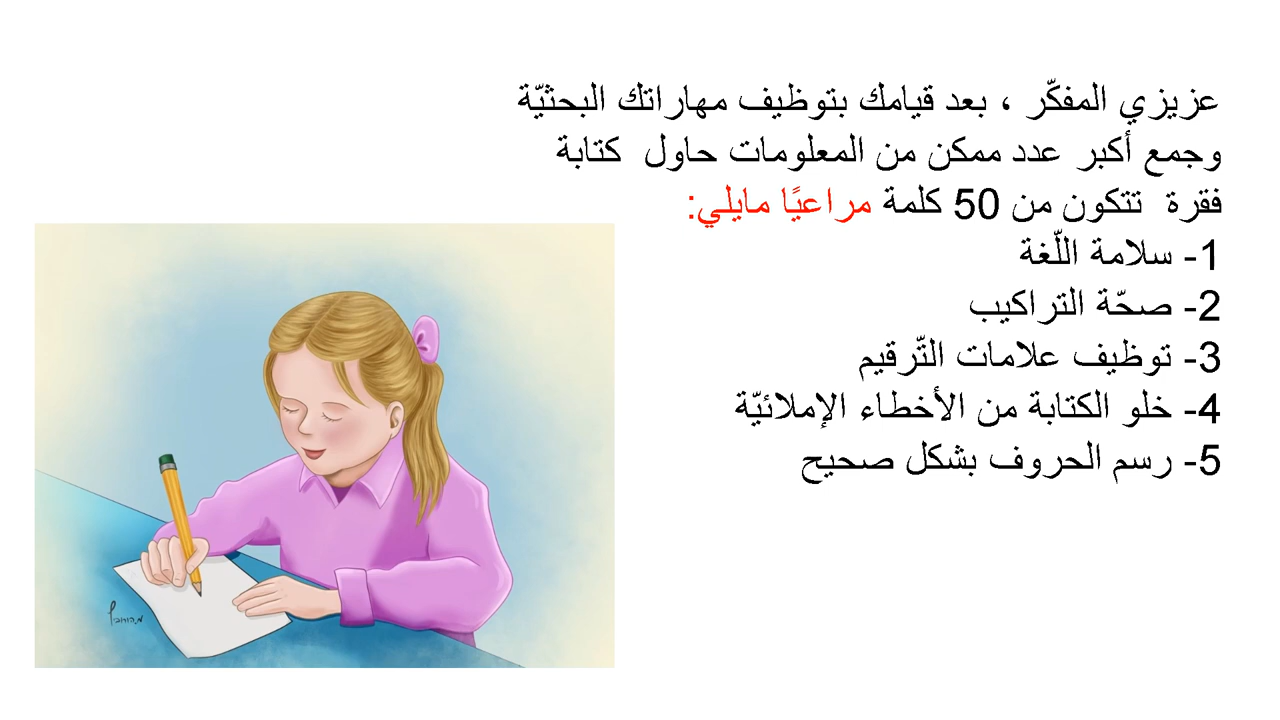 عزيزي المفكّر ، بعد قيامك بتوظيف مهاراتك البحثيّة
وجمع أكبر عدد ممكن من المعلومات حاول كتابة
فقرة تتكون من 50 كلمة مراعيًا مايلي:
1- سلامة اللّغة
2- صحّة التراكيب
3- توظيف علامات التّرقيم
4- خلو الكتابة من الأخطاء الإملائيّة
5- رسم الحروف بشكل صحيح